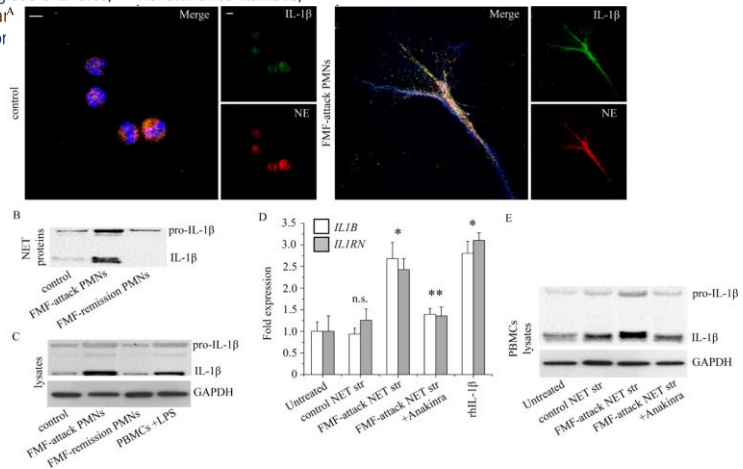 A
Merge
IL-1β
NE
control
Merge
IL-1β
NE
FMF-attack PMNs
B
pro-IL-1β
IL-1β
NET proteins
control
FMF-attack PMNs
FMF-remission PMNs
C
pro-IL-1β
IL-1β
GAPDH
lysates
control
FMF-attack PMNs
FMF-remission PMNs
PBMCs +LPS
D
IL1B
IL1RN
Fold expression
3.5
3.0
2.5
2.0
1.5
1.0
0.5
0
n.s.
*
**
*
Untreated
control NET str
FMF-attack NET str
FMF-attack NET str
+Anakinra
rhIL-1β
E
pro-IL-1β
IL-1β
GAPDH
PBMCs
lysates
Untreated
control NET str
FMF-attack NET str
FMF-attack NET str
+Anakinra